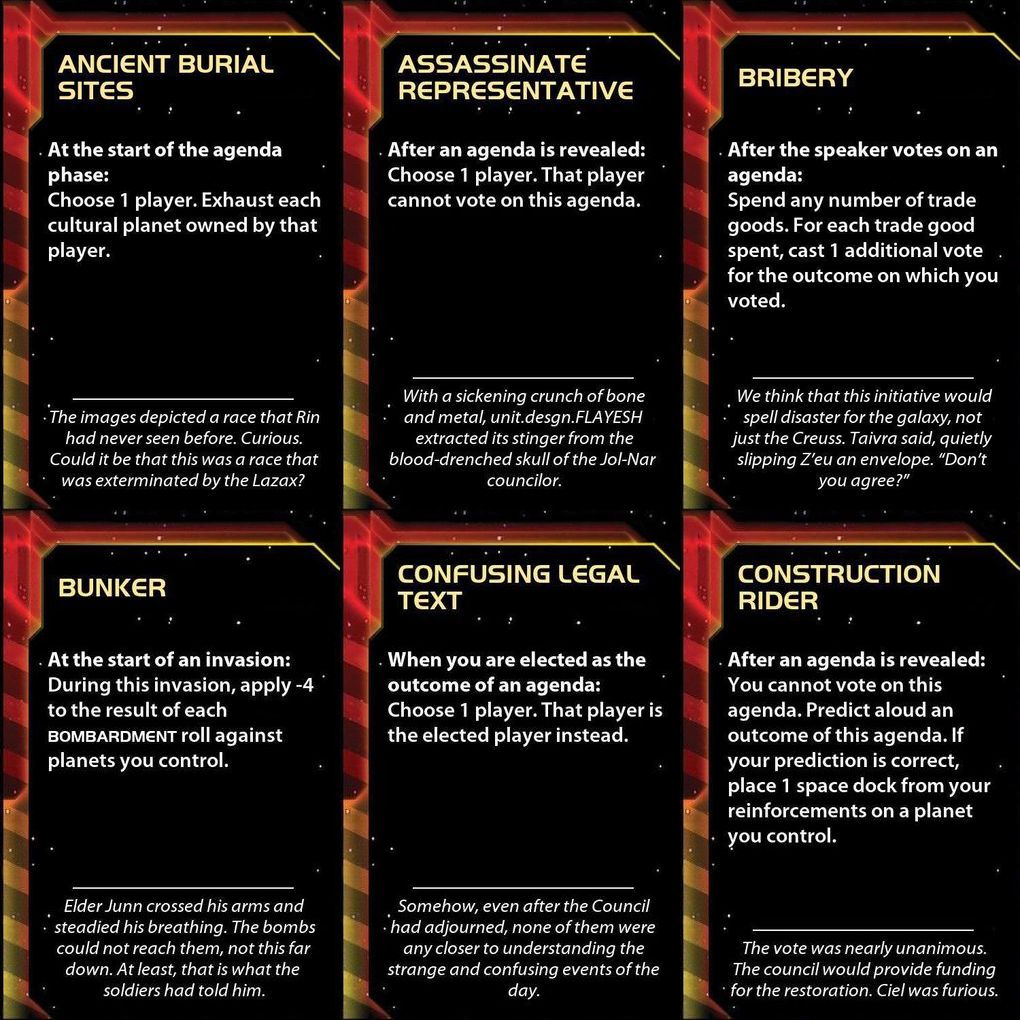 ANCIENT BURIAL
SITES
At the start of the agenda
phase:
Choose 1 player. Exhaust each
cultural planet owned by that
player.
The images depicted a race that Rin
had never seen before. Curious.
Could it be that this was a race that
was exterminated by the Lazax?
ASSASSINATE
REPRESENTATIVE
After an agenda is revealed:
Choose 1 player. That player
cannot vote on this agenda.
With a sickening crunch of bone
and metal, unit.desgn.FLAYESH
extracted its stinger from the
blood-drenched skull of the Jol-Nar
councilor.
BRIBERY
After the speaker votes on an
agenda:
Spend any number of trade
goods. For each trade good
spent, cast 1 additional vote
for the outcome on which you
voted.
We think that this initiative would
spell disaster for the galaxy, not
just the Creuss. Taivra said, quietly
slipping Z'eu an envelope. “Don't
you agree?”
BUNKER
At the start of an invasion:
During this invasion, apply -4
to the result of each
BOMBARDMENT roll against
planets you control.
Elder Junn crossed his arms and
steadied his breathing. The bombs
could not reach them, not this far
down. At least, that is what the
soldiers had told him.
CONFUSING LEGAL
TEXT
When you are elected as the
outcome of an agenda:
Choose 1 player. That player is
the elected player instead.
Somehow, even after the Council
had adjourned, none of them were
any closer to understanding the
strange and confusing events of the
day.
CONSTRUCTION
RIDER
After an agenda is revealed:
You cannot vote on this
agenda. Predict aloud an
outcome of this agenda. If
your prediction is correct,
place 1 space dock from your
reinforcements on a planet
you control.
The vote was nearly unanimous.
The council would provide funding
for the restoration. Ciel was furious.